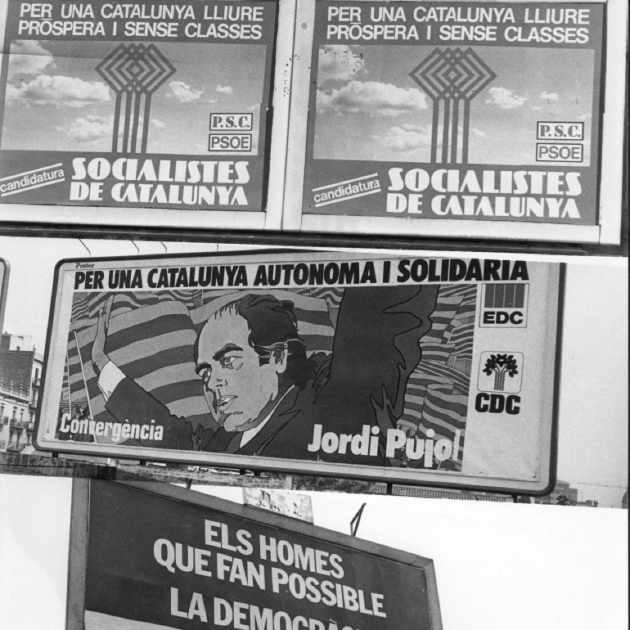 PER UNA CATALUNYA LLIURE
PRÒSPERA I SENSE CLASSES
P.S.C.
PSOE
candidatura
SOCIALISTES
DE CATALUNYA
PER UNA CATALUNYA LLIURE
PRÒSPERA I SENSE CLASSES
P.S.C.
PSOE
candidatura
SOCIALISTES
DE CATALUNYA
PER UNA CATALUNYA AUTONOMA I SOLIDARIA
EDC
CDC
Convergència
Jordi Pujol
ELS HOMES
QUE FAN POSSIBLE
LA DEMOCRÀC